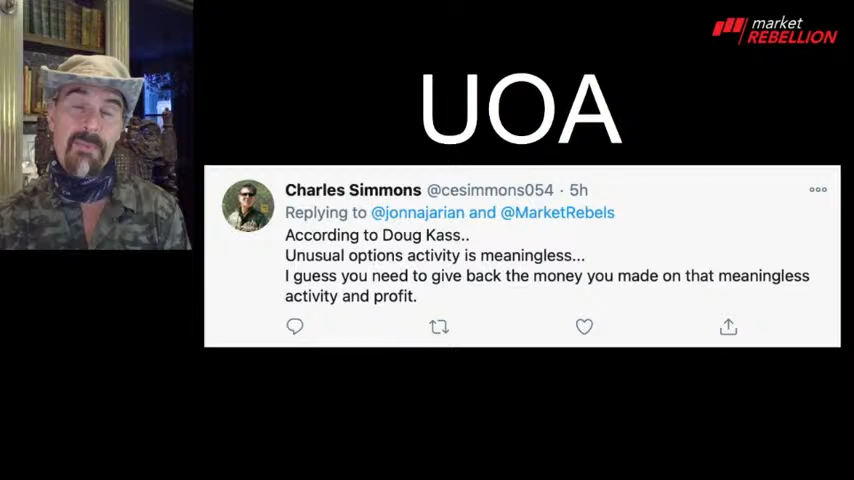 market
REBELLION
UOA
Charles Simmons @cesimmons054 · 5h
Replying to @jonnajarian and @MarketRebels
According to Doug Kass..
Unusual options activity is meaningless...
I guess you need to give back the money you made on that meaningless
activity and profit.